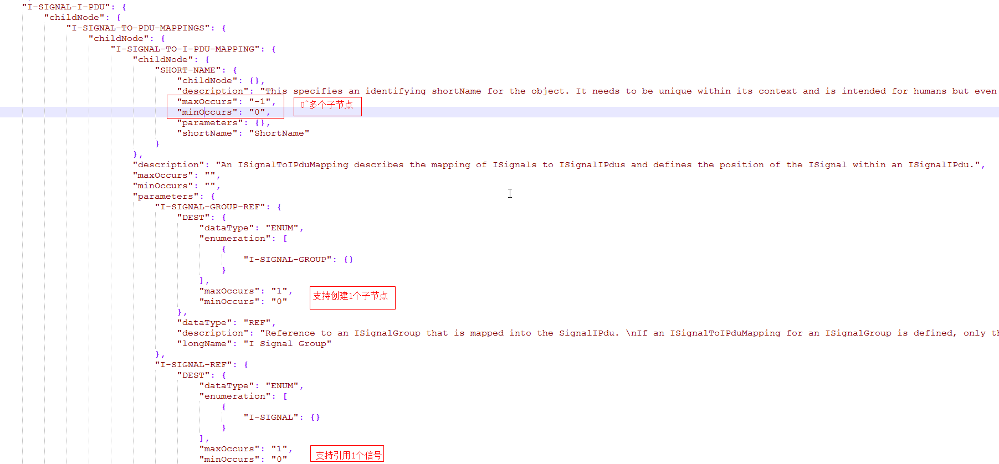 "I-SIGNAL-I-PDU": {
"childNode": {
"I-SIGNAL-TO-PDU-MAPPINGS": {
"childNode": {
"I-SIGNAL-TO-I-PDU-MAPPING": {
"childNode": {
"SHORT-NAME": {
"childNode": {},
"description": "This specifies an identifying shortName for the object. It needs to be unique within its context and is intended for humans but even
"maxOccurs": "-1",
0~多个子节点
"minOccurs": "0",
"parameters": {},
"shortName": "ShortName"
}
},
"description": "An ISignalToIPduMapping describes the mapping of ISignals to ISignalIPdus and defines the position of the ISignal within an ISignalIPdu.",
"maxOccurs": "",
"minOccurs": "",
"parameters": {
"I-SIGNAL-GROUP-REF": {
"DEST": {
"dataType": "ENUM",
"enumeration": [
{
"I-SIGNAL-GROUP": {}
}
],
"maxOccurs": "1",
支持创建1个子节点
"minOccurs": "0"
},
"dataType": "REF",
"description": "Reference to an ISignalGroup that is mapped into the SignalIPdu. \nIf an ISignalToIPduMapping for an ISignalGroup is defined, only th
"longName": "I Signal Group"
},
"I-SIGNAL-REF": {
"DEST": {
"dataType": "ENUM",
"enumeration": [
{
"I-SIGNAL": {}
}
],
"maxOccurs": "1",
支持引用1个信号
"minOccurs": "0"